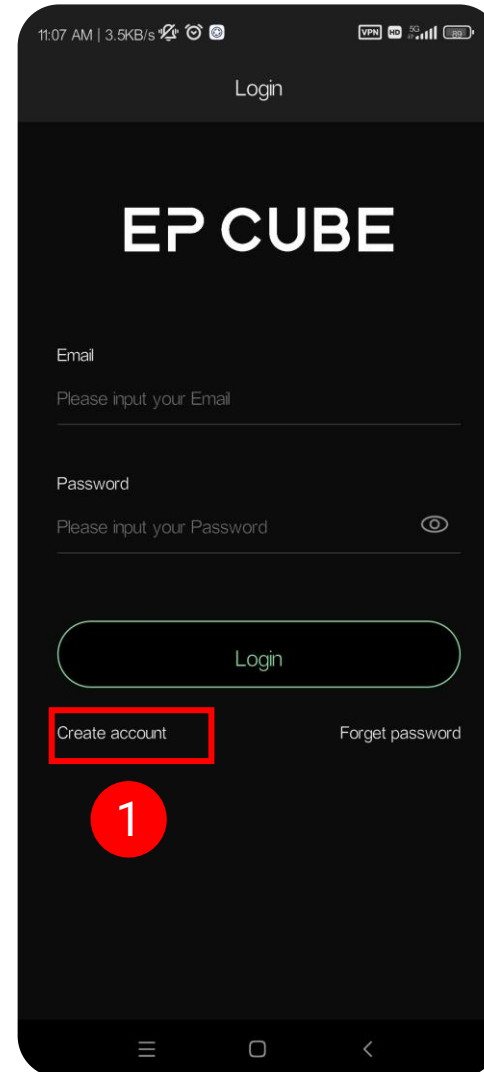 11:07 AM | 3.5KB/s VPN HD 5G 89
Login
EP CUBE
Email
Please input your Email
Password
Please input your Password
Login
Create account Forget password
1